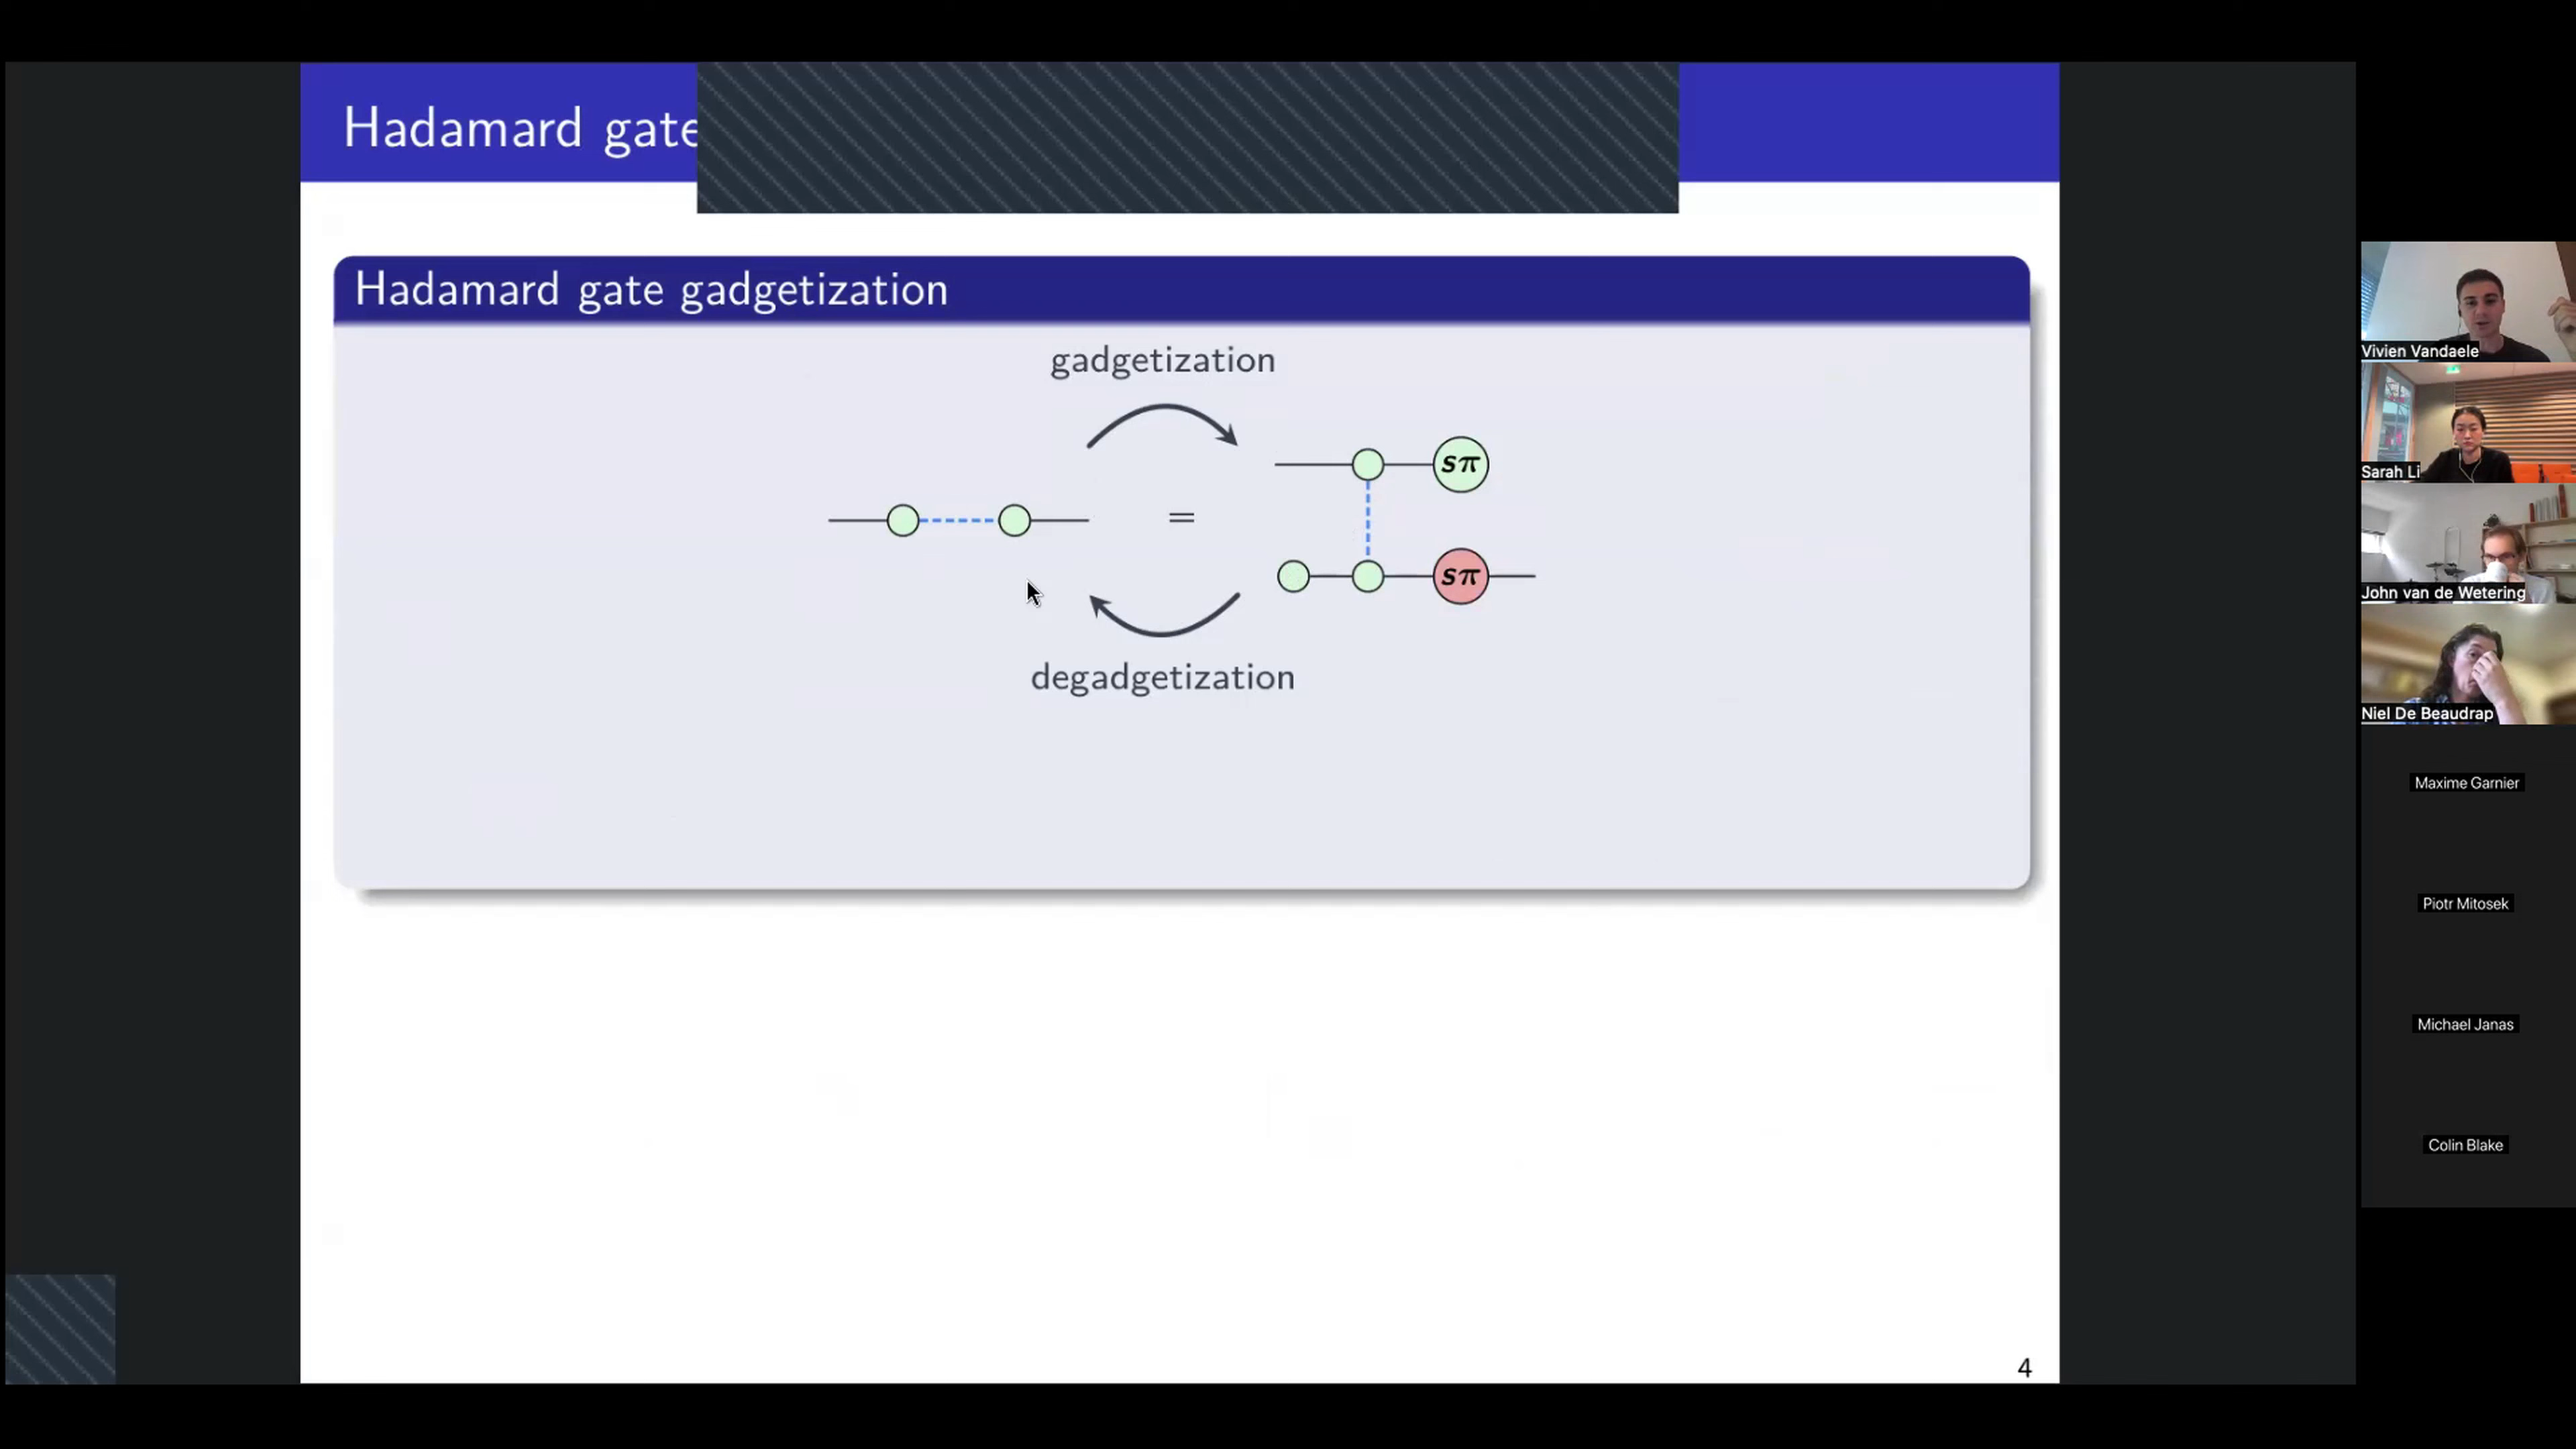 Hadamard gate
Hadamard gate gadgetization
gadgetization
sπ
=
sπ
degadgetization
4
Vivien Vandaele
Sarah Li
John van de Wetering
Niel De Beaudrap
Maxime Garnier
Piotr Mitosek
Michael Janas
Colin Blake